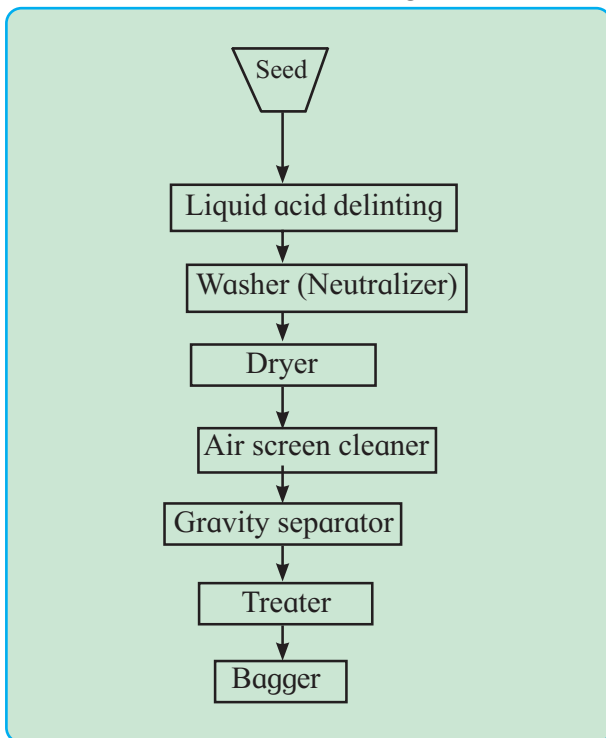 Seed
Liquid acid delinting
Washer (Neutralizer)
Dryer
Air screen cleaner
Gravity separator
Treater
Bagger